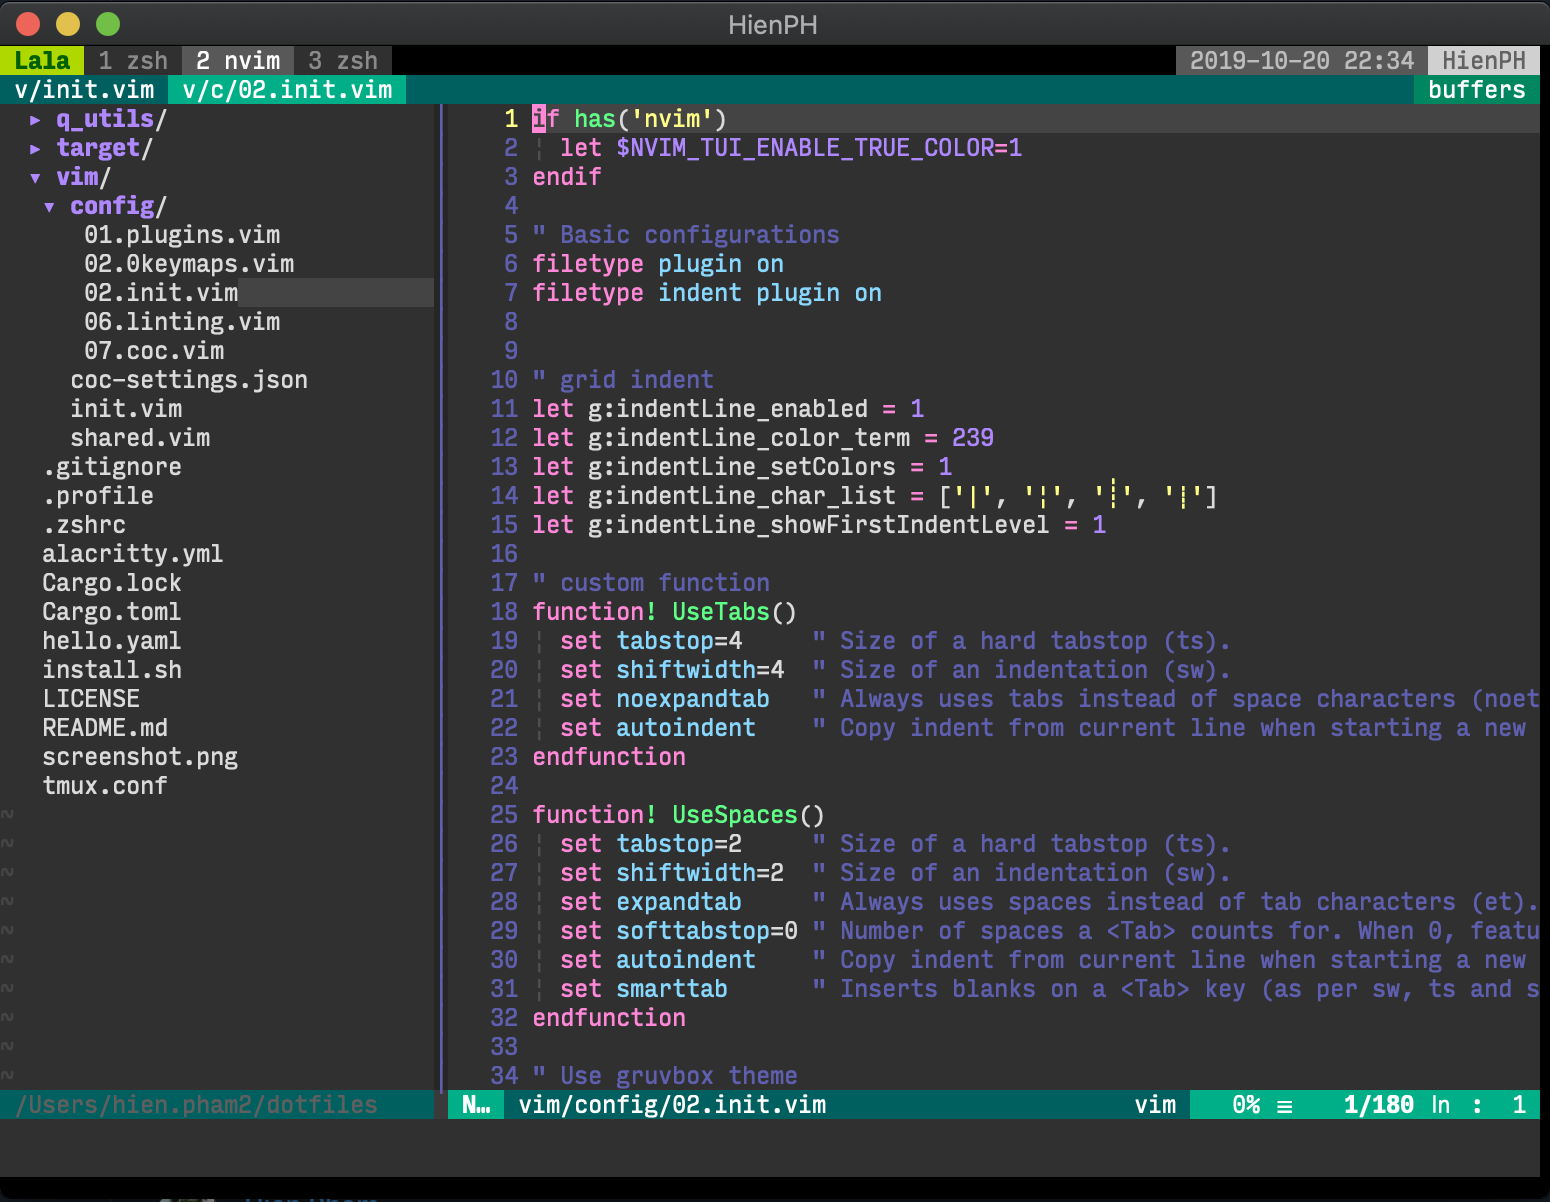 HienPH
Lala 1 zsh 2 nvim 3 zsh 2019-10-20 22:34 HienPH
v/init.vim v/c/02.init.vim buffers
▸ q_utils/
▸ target/
▾ vim/
▾ config/
01.plugins.vim
02.0keymaps.vim
02.init.vim
06.linting.vim
07.coc.vim
coc-settings.json
init.vim
shared.vim
.gitignore
.profile
.zshrc
alacritty.yml
Cargo.lock
Cargo.toml
hello.yaml
install.sh
LICENSE
README.md
screenshot.png
tmux.conf
~
~
~
~
~
~
~
~
~
~
1 if has('nvim')
2 ¦ let $NVIM_TUI_ENABLE_TRUE_COLOR=1
3 endif
4
5 " Basic configurations
6 filetype plugin on
7 filetype indent plugin on
8
9
10 " grid indent
11 let g:indentLine_enabled = 1
12 let g:indentLine_color_term = 239
13 let g:indentLine_setColors = 1
14 let g:indentLine_char_list = ['|', '¦', '┆', '┊']
15 let g:indentLine_showFirstIndentLevel = 1
16
17 " custom function
18 function! UseTabs()
19 ¦ set tabstop=4 " Size of a hard tabstop (ts).
20 ¦ set shiftwidth=4 " Size of an indentation (sw).
21 ¦ set noexpandtab " Always uses tabs instead of space characters (noet
22 ¦ set autoindent " Copy indent from current line when starting a new
23 endfunction
24
25 function! UseSpaces()
26 ¦ set tabstop=2 " Size of a hard tabstop (ts).
27 ¦ set shiftwidth=2 " Size of an indentation (sw).
28 ¦ set expandtab " Always uses spaces instead of tab characters (et).
29 ¦ set softtabstop=0 " Number of spaces a <Tab> counts for. When 0, featu
30 ¦ set autoindent " Copy indent from current line when starting a new
31 ¦ set smarttab " Inserts blanks on a <Tab> key (as per sw, ts and s
32 endfunction
33
34 " Use gruvbox theme
/Users/hien.pham2/dotfiles N… vim/config/02.init.vim vim 0% ≡ 1/180 ln : 1